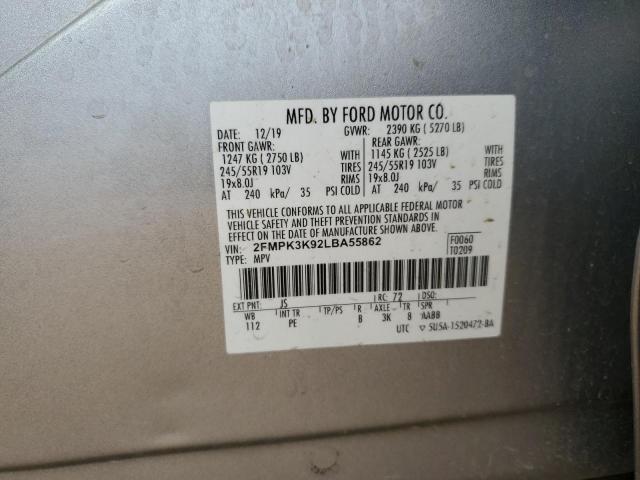 MFD. BY FORD MOTOR CO.
DATE: 12/19 GVWR: 2390 KG ( 5270 LB)
FRONT GAWR: REAR GAWR:
1247 KG ( 2750 LB) WITH 1145 KG ( 2525 LB) WITH
245/55R19 103V TIRES 245/55R19 103V TIRES
19x8.0J RIMS 19x8.0J RIMS
AT 240 kPa/ 35 PSI COLD AT 240 kPa/ 35 PSI COLD
THIS VEHICLE CONFORMS TO ALL APPLICABLE FEDERAL MOTOR
VEHICLE SAFETY AND THEFT PREVENTION STANDARDS IN
EFFECT ON THE DATE OF MANUFACTURE SHOWN ABOVE.
VIN: 2FMPK3K92LBA55862 F0060
TYPE: MPV T0209
EXT PNT: JS RC: 72 DSO:
WB INT TR TP/PS R AXLE TR SPR
112 PE B 3K 8 AABB
UTC ▽ 5U5A-1520472-BA